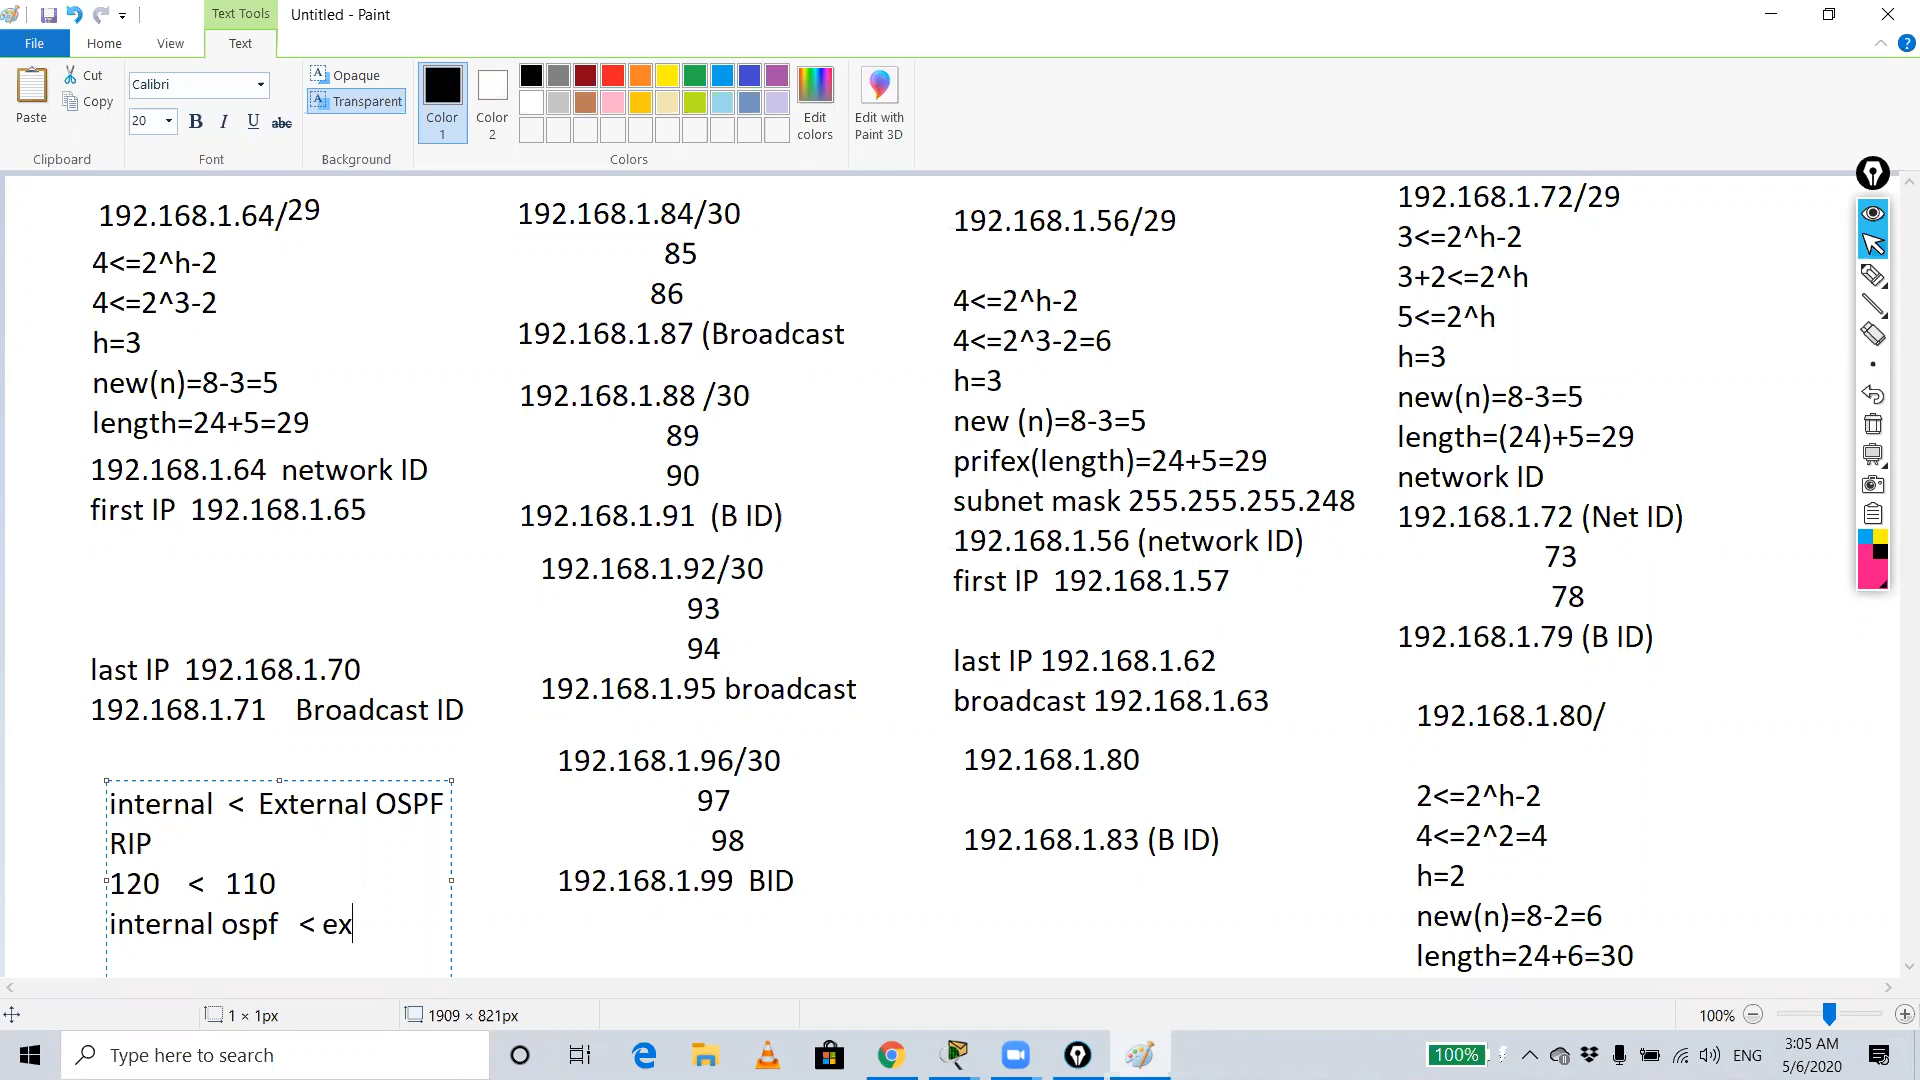 Text Tools
Untitled - Paint
File
Home
View
Text
Paste
Cut
Copy
Clipboard
Calibri
20
B I U abc
Font
Opaque
Transparent
Background
Color 1
Color 2
Edit colors
Colors
Edit with Paint 3D
192.168.1.64/29
4<=2^h-2
4<=2^3-2
h=3
new(n)=8-3=5
length=24+5=29
192.168.1.64 network ID
first IP 192.168.1.65
last IP 192.168.1.70
192.168.1.71 Broadcast ID
internal < External OSPF
RIP
120 < 110
internal ospf < ex
192.168.1.84/30
85
86
192.168.1.87 (Broadcast
192.168.1.88 /30
89
90
192.168.1.91 (B ID)
192.168.1.92/30
93
94
192.168.1.95 broadcast
192.168.1.96/30
97
98
192.168.1.99 BID
192.168.1.56/29
4<=2^h-2
4<=2^3-2=6
h=3
new (n)=8-3=5
prifex(length)=24+5=29
subnet mask 255.255.255.248
192.168.1.56 (network ID)
first IP 192.168.1.57
last IP 192.168.1.62
broadcast 192.168.1.63
192.168.1.80
192.168.1.83 (B ID)
192.168.1.72/29
3<=2^h-2
3+2<=2^h
5<=2^h
h=3
new(n)=8-3=5
length=(24)+5=29
network ID
192.168.1.72 (Net ID)
73
78
192.168.1.79 (B ID)
192.168.1.80/
2<=2^h-2
4<=2^2=4
h=2
new(n)=8-2=6
length=24+6=30
1 × 1px
1909 × 821px
100%
Type here to search
100%
ENG
3:05 AM
5/6/2020